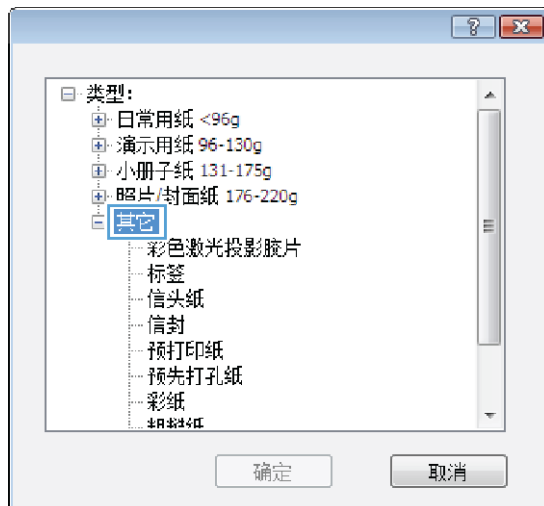 类型:
日常用纸 <96g
演示用纸 96-130g
小册子纸 131-175g
照片/封面纸 176-220g
其它
彩色激光投影胶片
标签
信头纸
信封
预打印纸
预先打孔纸
彩纸
确定
取消